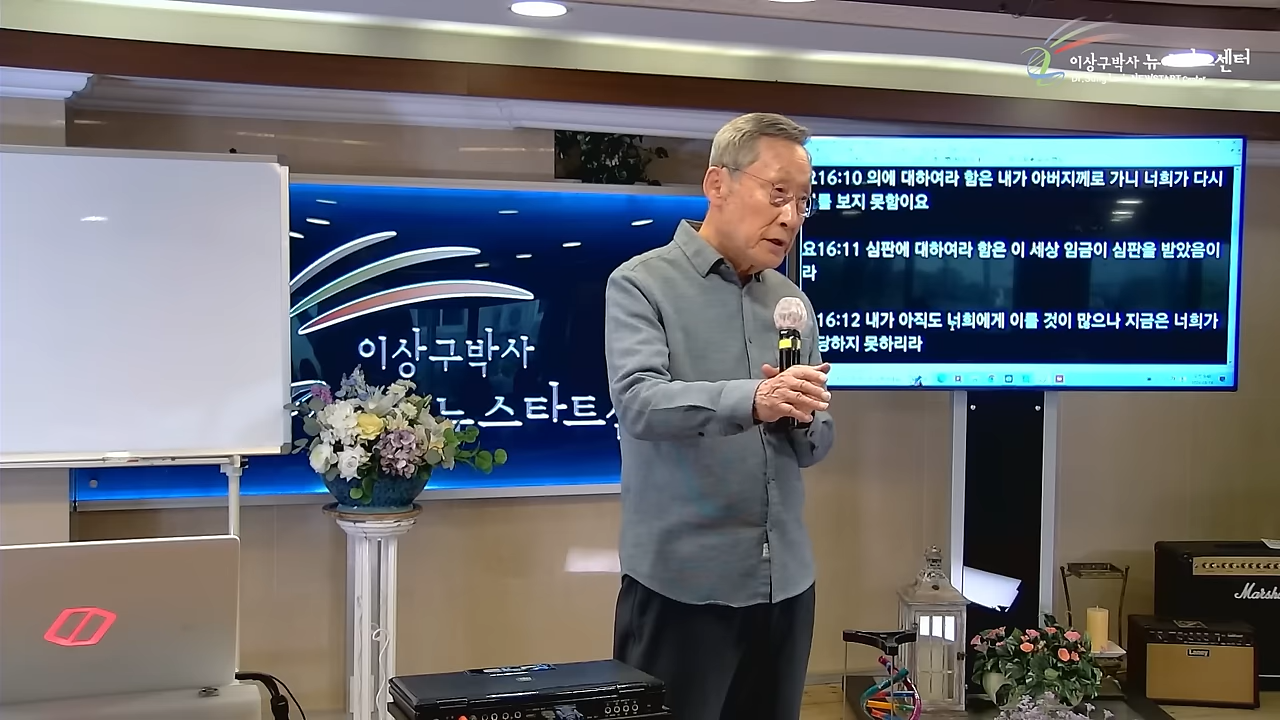 이상구박사 뉴 센터
16:10 의에 대하여라 함은 내가 아버지께로 가니 너희가 다시
를 보지 못함이요
요16:11 심판에 대하여라 함은 이 세상 임금이 심판을 받았음이
라
16:12 내가 아직도 너희에게 이를 것이 많으나 지금은 너희가
당하지 못하리라
이상구박사
뉴스타트
Marsh
Laney